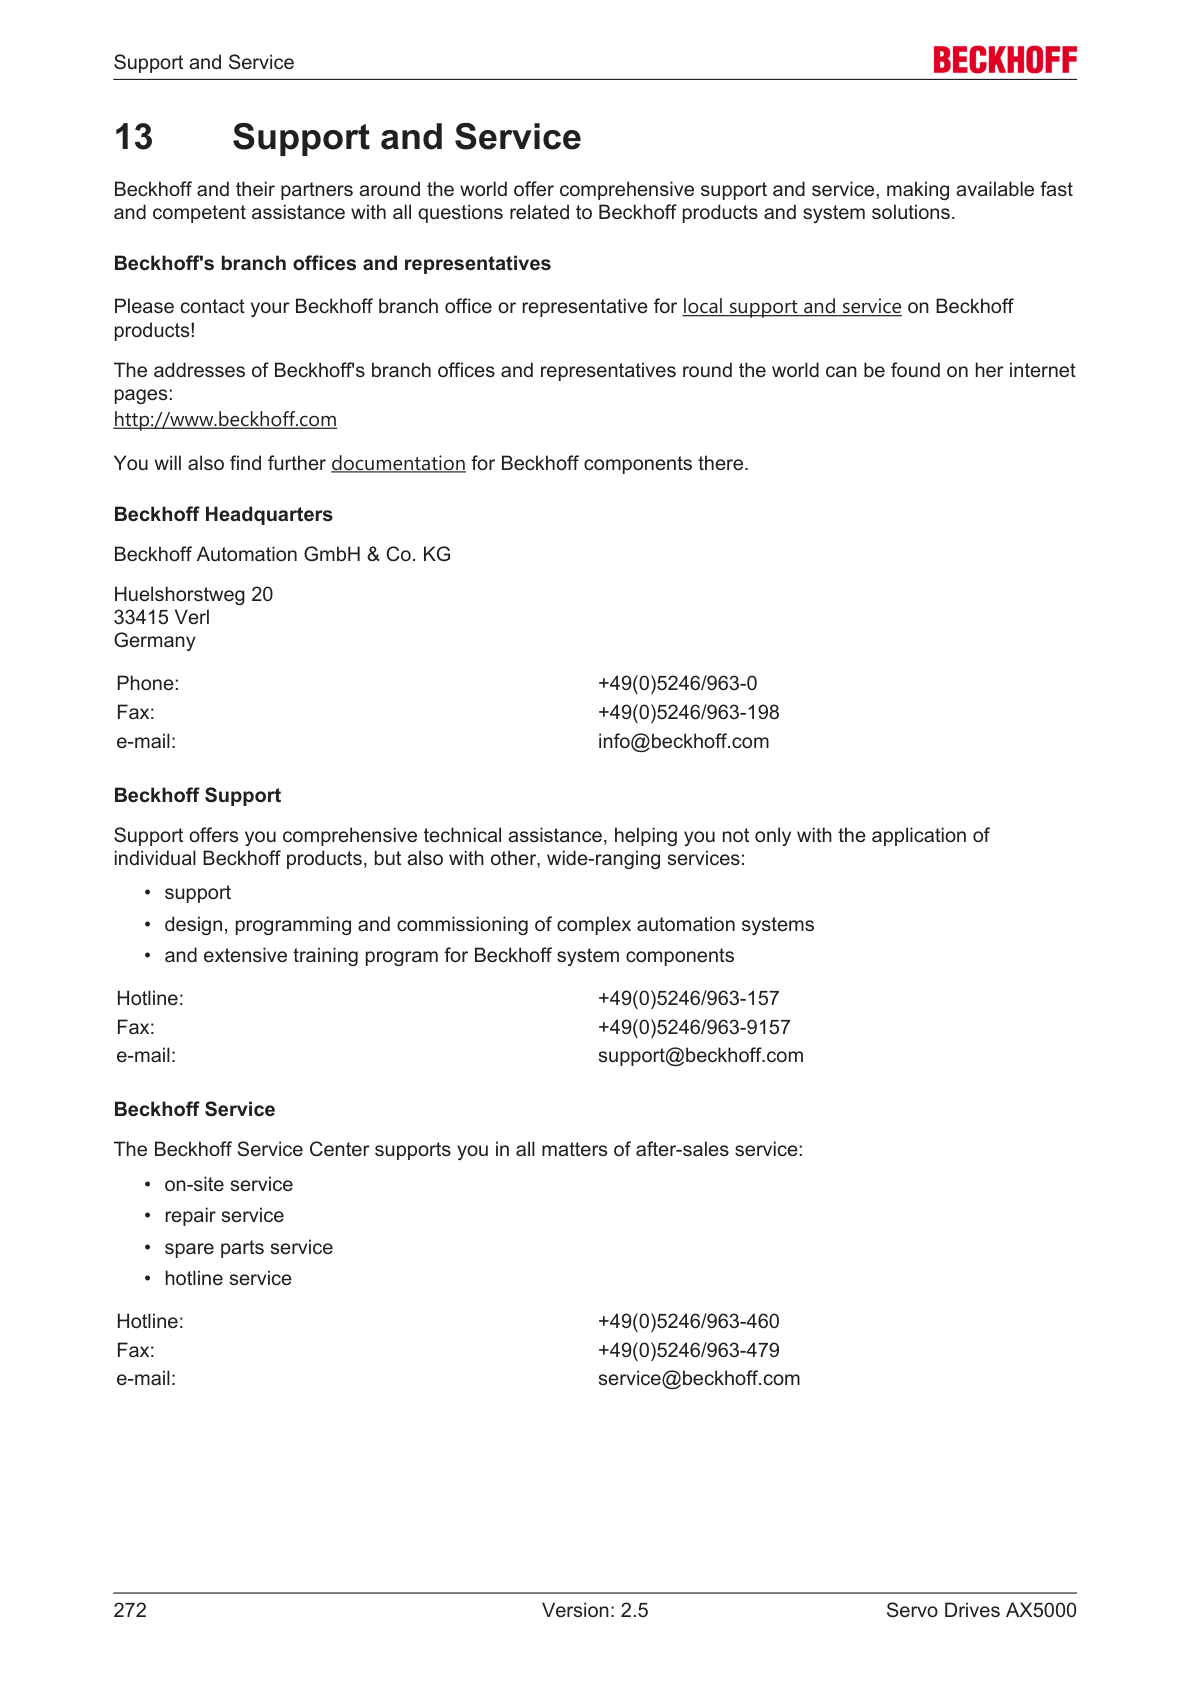 Support and Service
BECKHOFF
13 Support and Service
Beckhoff and their partners around the world offer comprehensive support and service, making available fast
and competent assistance with all questions related to Beckhoff products and system solutions.
Beckhoff's branch offices and representatives
Please contact your Beckhoff branch office or representative for local support and service on Beckhoff
products!
The addresses of Beckhoff's branch offices and representatives round the world can be found on her internet
pages:
http://www.beckhoff.com
You will also find further documentation for Beckhoff components there.
Beckhoff Headquarters
Beckhoff Automation GmbH & Co. KG
Huelshorstweg 20
33415 Verl
Germany
Phone: +49(0)5246/963-0
Fax: +49(0)5246/963-198
e-mail: info@beckhoff.com
Beckhoff Support
Support offers you comprehensive technical assistance, helping you not only with the application of
individual Beckhoff products, but also with other, wide-ranging services:
• support
• design, programming and commissioning of complex automation systems
• and extensive training program for Beckhoff system components
Hotline: +49(0)5246/963-157
Fax: +49(0)5246/963-9157
e-mail: support@beckhoff.com
Beckhoff Service
The Beckhoff Service Center supports you in all matters of after-sales service:
• on-site service
• repair service
• spare parts service
• hotline service
Hotline: +49(0)5246/963-460
Fax: +49(0)5246/963-479
e-mail: service@beckhoff.com
272 Version: 2.5 Servo Drives AX5000